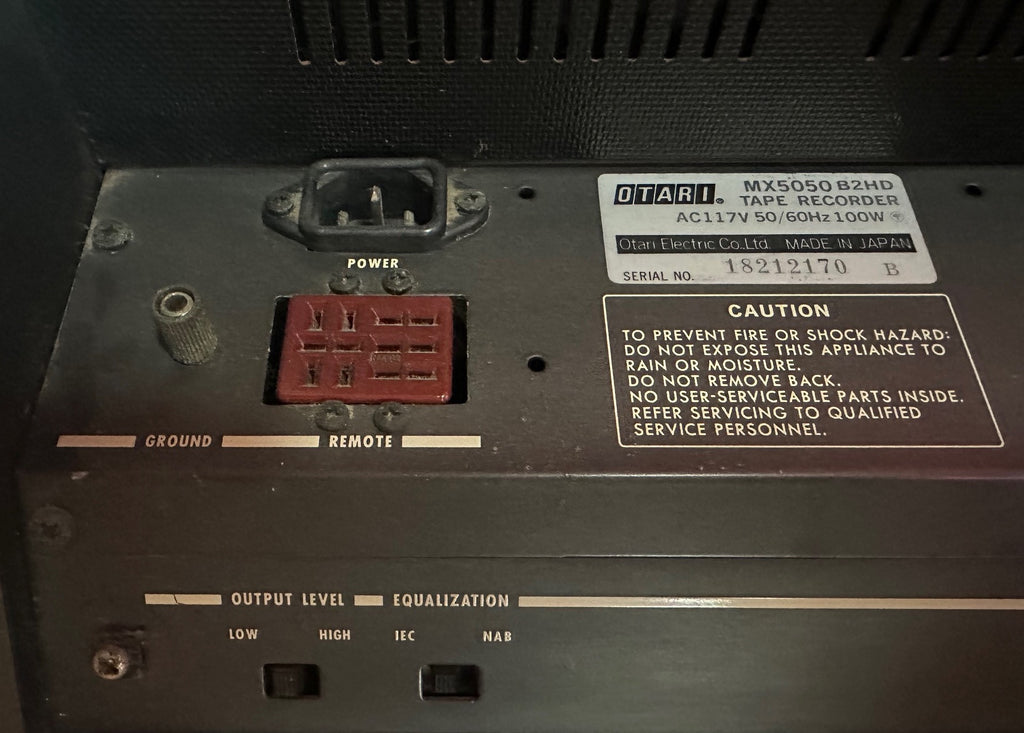 OTARI. MX5050 B2HD
TAPE RECORDER
AC117V 50/60Hz 100W
Otari Electric Co.Ltd. MADE IN JAPAN
SERIAL NO. 18212170 B
POWER
CAUTION
TO PREVENT FIRE OR SHOCK HAZARD:
DO NOT EXPOSE THIS APPLIANCE TO
RAIN OR MOISTURE.
DO NOT REMOVE BACK.
NO USER-SERVICEABLE PARTS INSIDE.
REFER SERVICING TO QUALIFIED
SERVICE PERSONNEL.
GROUND REMOTE
OUTPUT LEVEL EQUALIZATION
LOW HIGH IEC NAB